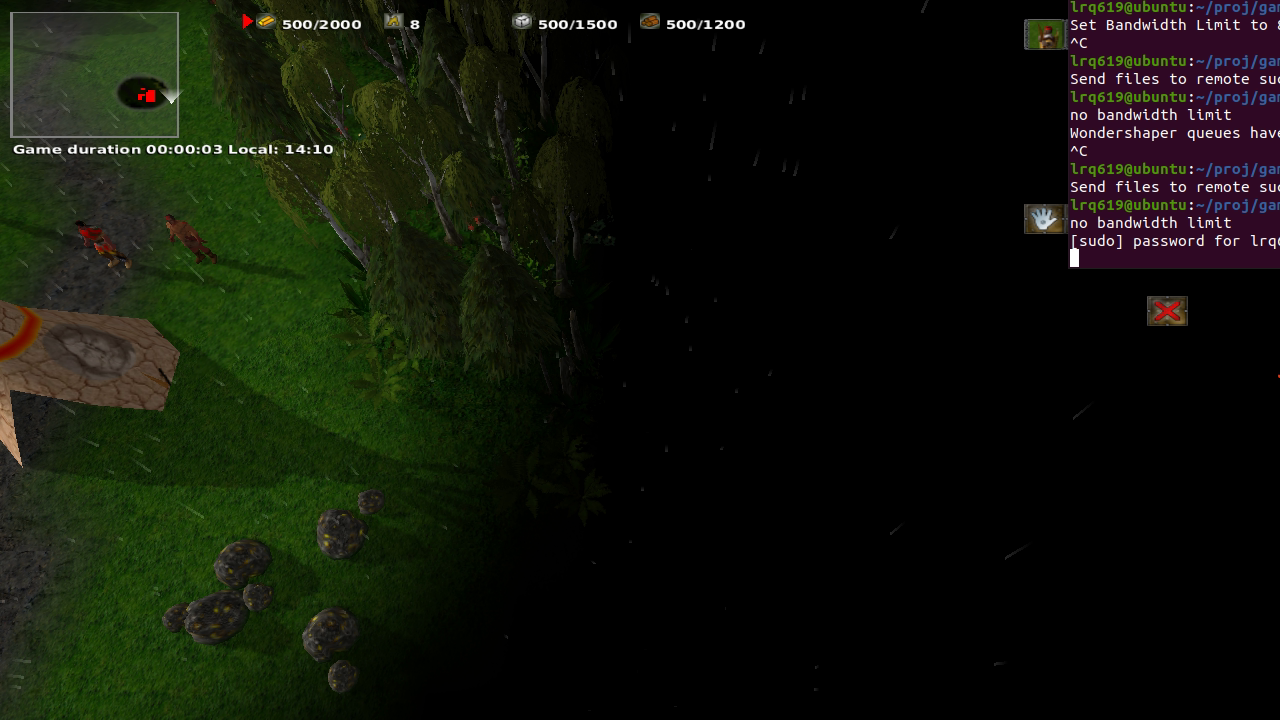 500/2000 8 500/1500 500/1200
Game duration 00:00:03 Local: 14:10
lrq619@ubuntu:~/proj/gam
Set Bandwidth Limit to
^C
lrq619@ubuntu:~/proj/gam
Send files to remote suc
lrq619@ubuntu:~/proj/gam
no bandwidth limit
Wondershaper queues have
^C
lrq619@ubuntu:~/proj/gam
Send files to remote suc
lrq619@ubuntu:~/proj/gam
no bandwidth limit
[sudo] password for lrq6